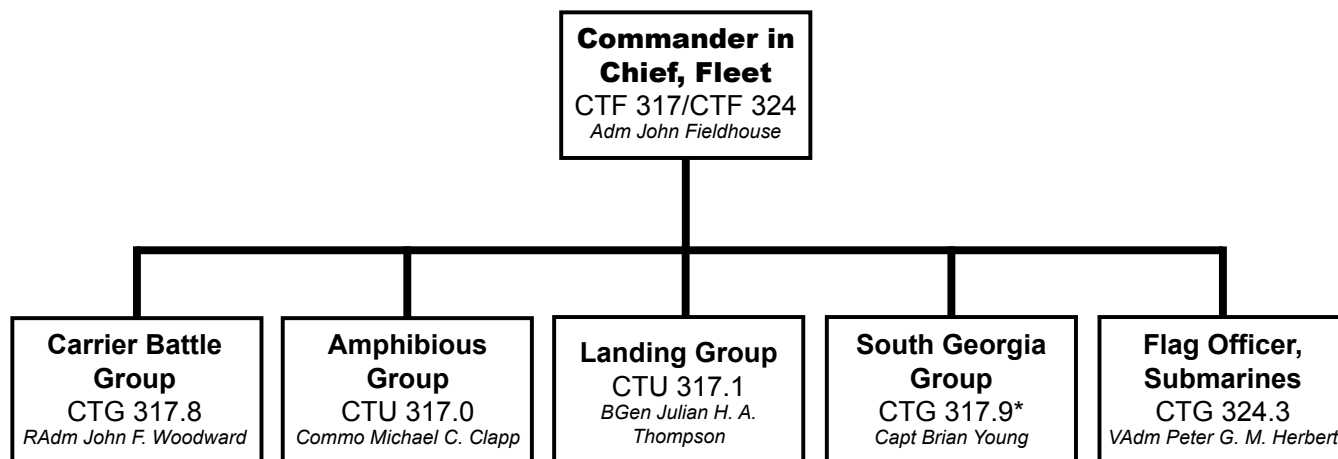 Commander in
Chief, Fleet
CTF 317/CTF 324
Adm John Fieldhouse
Carrier Battle
Group
CTG 317.8
RAdm John F. Woodward
Amphibious
Group
CTU 317.0
Commo Michael C. Clapp
Landing Group
CTU 317.1
BGen Julian H. A.
Thompson
South Georgia
Group
CTG 317.9*
Capt Brian Young
Flag Officer,
Submarines
CTG 324.3
VAdm Peter G. M. Herbert